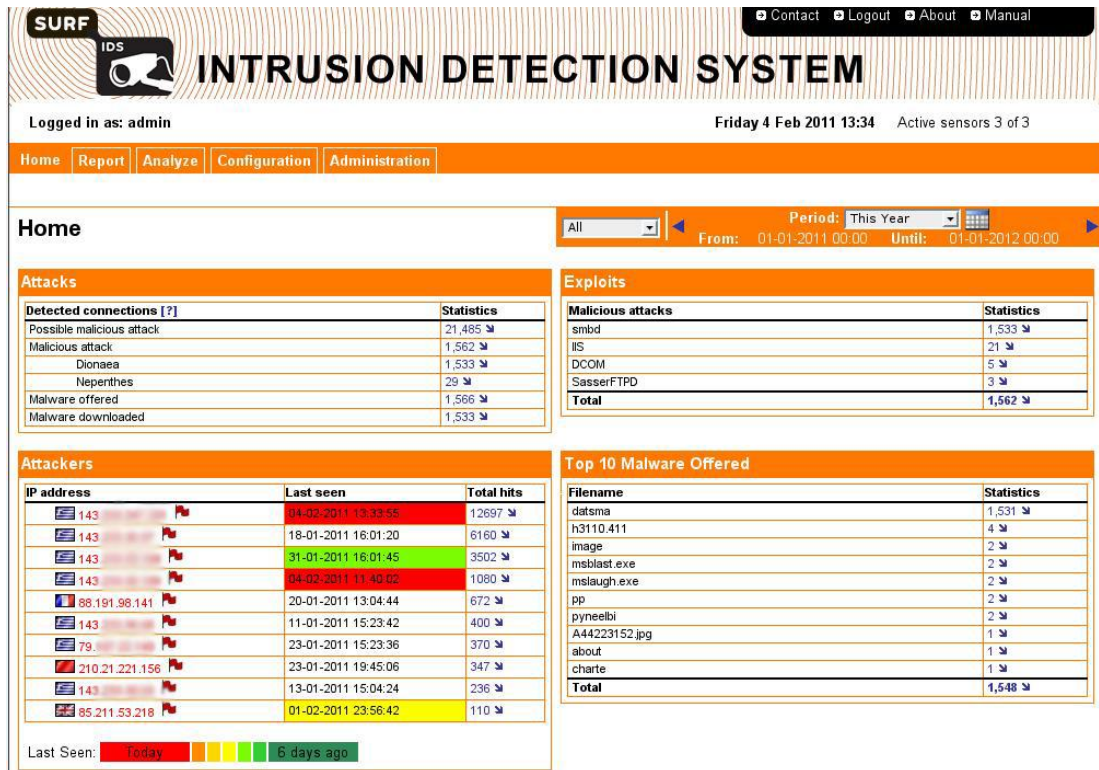 SURF
IDS
INTRUSION DETECTION SYSTEM
Contact Logout About Manual
Logged in as: admin
Friday 4 Feb 2011 13:34 Active sensors 3 of 3
Home Report Analyze Configuration Administration
Home
All
Period: This Year
From: 01-01-2011 00:00 Until: 01-01-2012 00:00
Attacks
Detected connections [?] Statistics
Possible malicious attack 21,485
Malicious attack 1,562
Dionaea 1,533
Nepenthes 29
Malware offered 1,566
Malware downloaded 1,533
Exploits
Malicious attacks Statistics
smbd 1,533
IIS 21
DCOM 5
SasserFTPD 3
Total 1,562
Attackers
IP address Last seen Total hits
143. 04-02-2011 13:33:55 12697
143. 18-01-2011 16:01:20 6160
143. 31-01-2011 16:01:45 3502
143. 04-02-2011 11:40:02 1080
88.191.98.141 20-01-2011 13:04:44 672
143. 11-01-2011 15:23:42 400
79. 23-01-2011 15:23:36 370
210.21.221.156 23-01-2011 19:45:06 347
143. 13-01-2011 15:04:24 236
85.211.53.218 01-02-2011 23:56:42 110
Last Seen: Today 6 days ago
Top 10 Malware Offered
Filename Statistics
datsma 1,531
h3110.411 4
image 2
msblast.exe 2
mslaugh.exe 2
pp 2
pyneelbi 2
A44223152.jpg 1
about 1
charte 1
Total 1,548